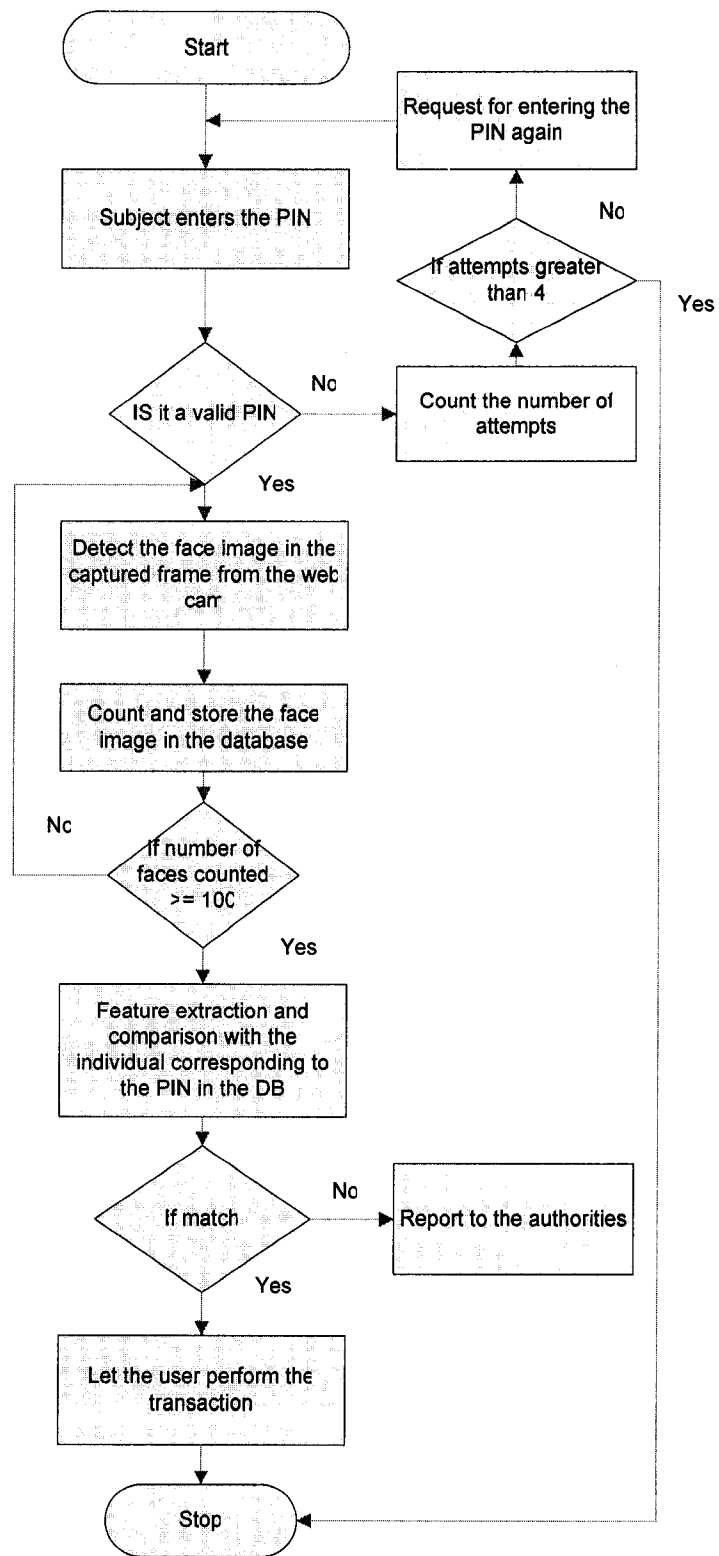 Start
Request for entering the
PIN again
Subject enters the PIN
No
If attempts greater
than 4
Yes
IS it a valid PIN
No
Count the number of
attempts
Yes
Detect the face image in the
captured frame from the web
cam
Count and store the face
image in the database
No
If number of
faces counted
>= 100
Yes
Feature extraction and
comparison with the
individual corresponding to
the PIN in the DB
If match
No
Report to the authorities
Yes
Let the user perform the
transaction
Stop